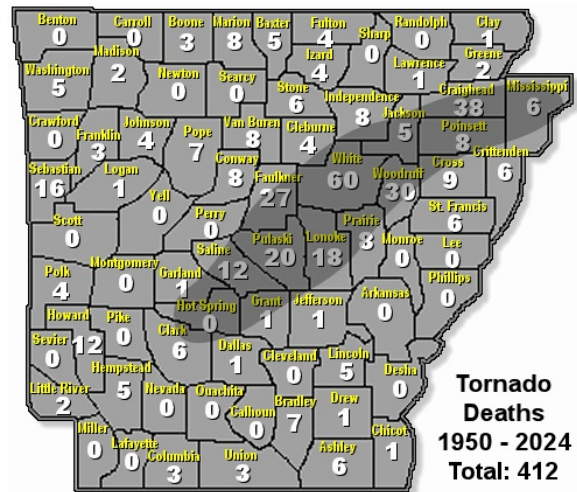 Benton
0
Carroll
0
Boone
3
Marion
8
Baxter
5
Fulton
4
Sharp
0
Randolph
0
Clay
1
Greene
2
Washington
5
Madison
2
Newton
0
Searcy
0
Stone
6
Izard
4
Independence
8
Lawrence
1
Craighead
38
Mississippi
6
Crawford
0
Franklin
3
Johnson
4
Pope
7
Van Buren
8
Cleburne
4
Jackson
5
Poinsett
8
Sebastian
16
Logan
1
Conway
8
Faulkner
27
White
60
Woodruff
30
Cross
9
Crittenden
6
Scott
0
Yell
0
Perry
0
Saline
12
Pulaski
20
Lonoke
18
Prairie
3
Monroe
0
St. Francis
6
Lee
0
Phillips
0
Polk
4
Montgomery
0
Garland
1
Hot Spring
0
Grant
1
Jefferson
1
Arkansas
0
Howard
12
Pike
0
Clark
6
Dallas
1
Cleveland
0
Lincoln
5
Desha
0
Sevier
0
Little River
2
Hempstead
5
Nevada
0
Ouachita
0
Calhoun
0
Bradley
7
Drew
1
Chicot
1
Miller
0
Lafayette
0
Columbia
3
Union
3
Ashley
6
Tornado
Deaths
1950 - 2024
Total: 412